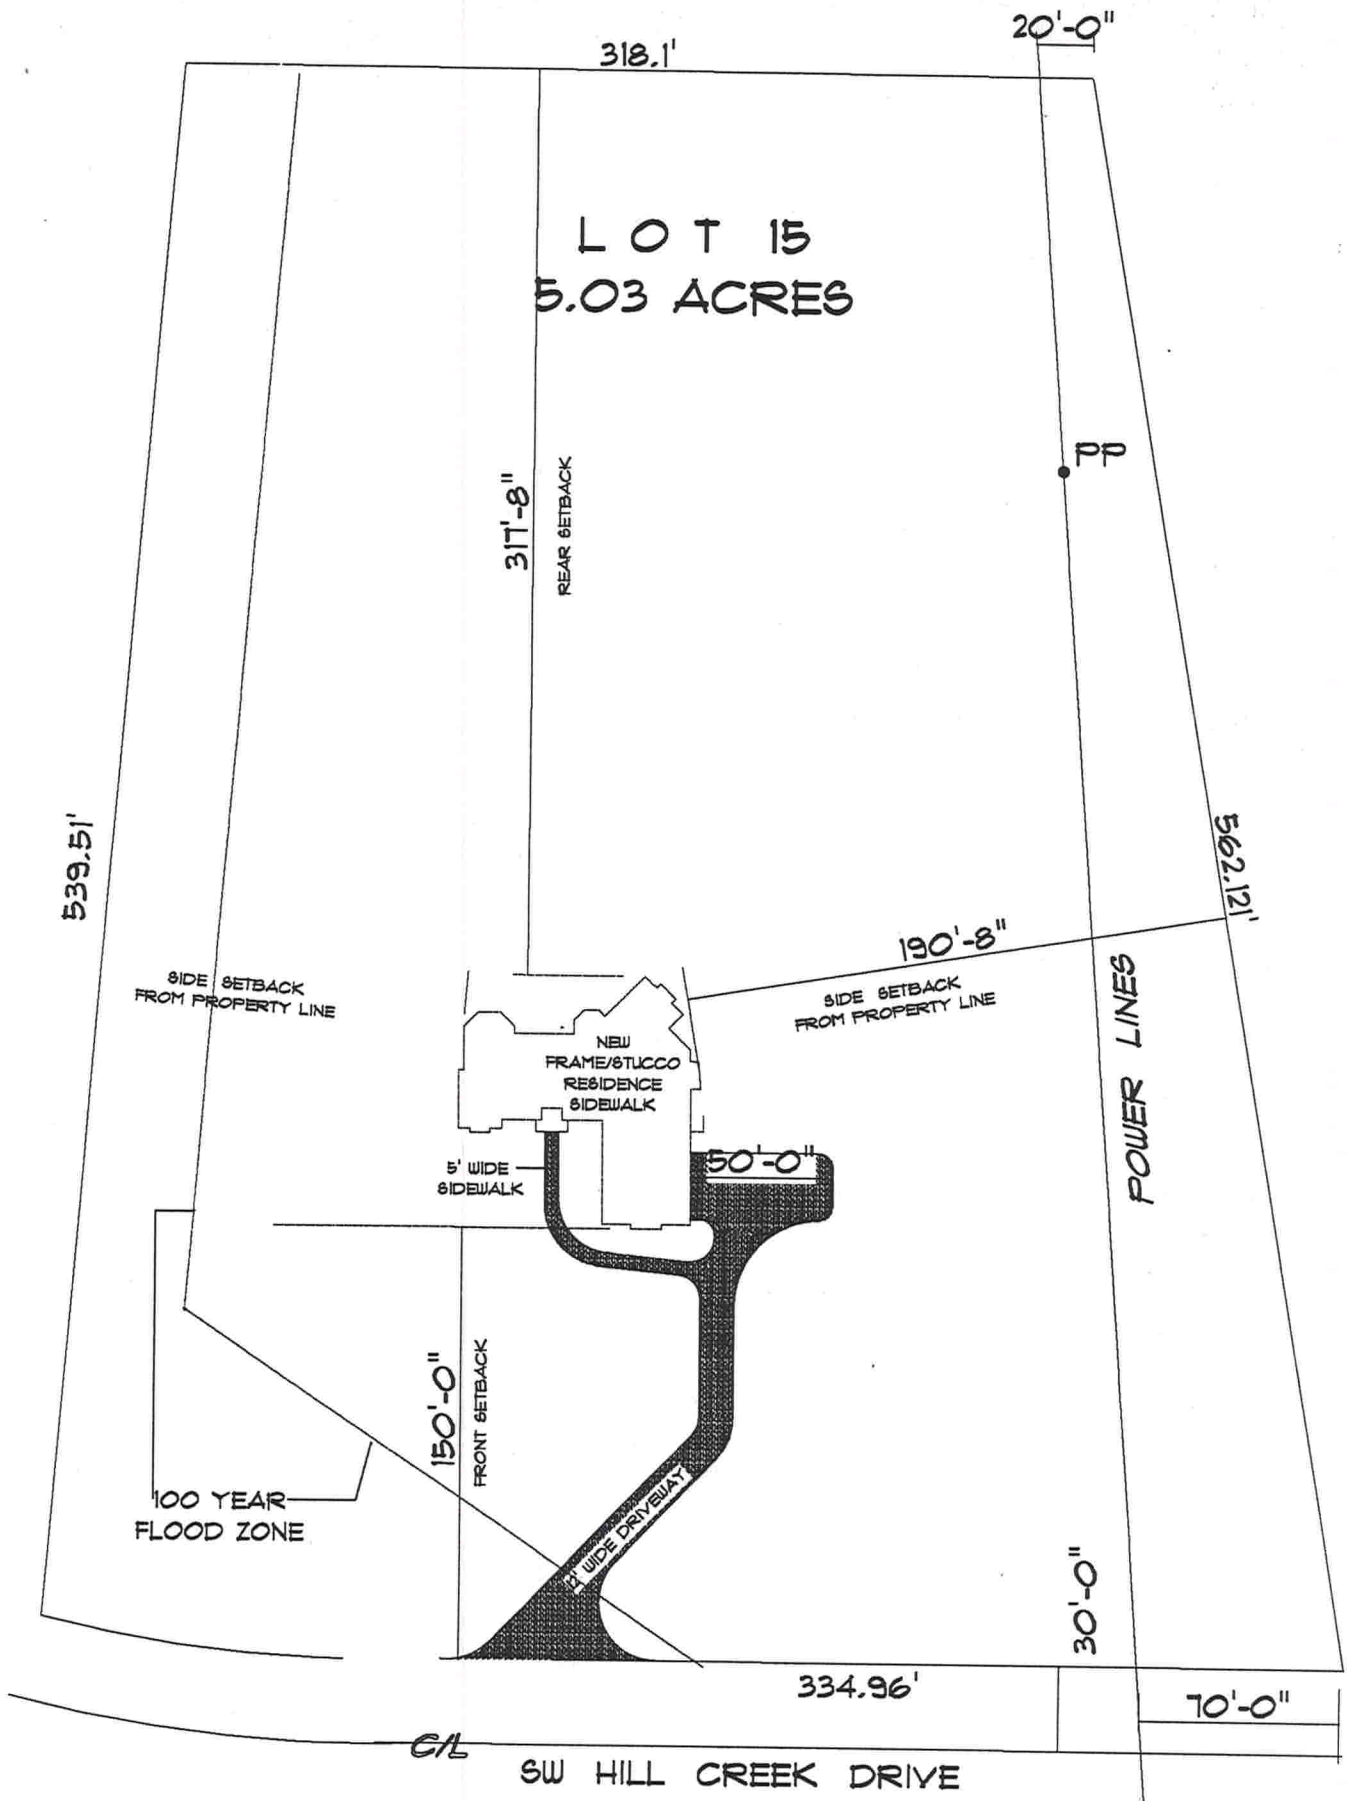 20'-0"
318.1'
LOT 15
5.03 ACRES
PP
317'-8"
REAR SETBACK
539.51'
562.121'
190'-8"
SIDE SETBACK
FROM PROPERTY LINE
SIDE SETBACK
FROM PROPERTY LINE
POWER LINES
NEW
FRAME/STUCCO
RESIDENCE
SIDEWALK
5' WIDE
SIDEWALK
50'-0"
150'-0"
FRONT SETBACK
100 YEAR
FLOOD ZONE
12' WIDE DRIVEWAY
30'-0"
334.96'
70'-0"
C/L
SW HILL CREEK DRIVE